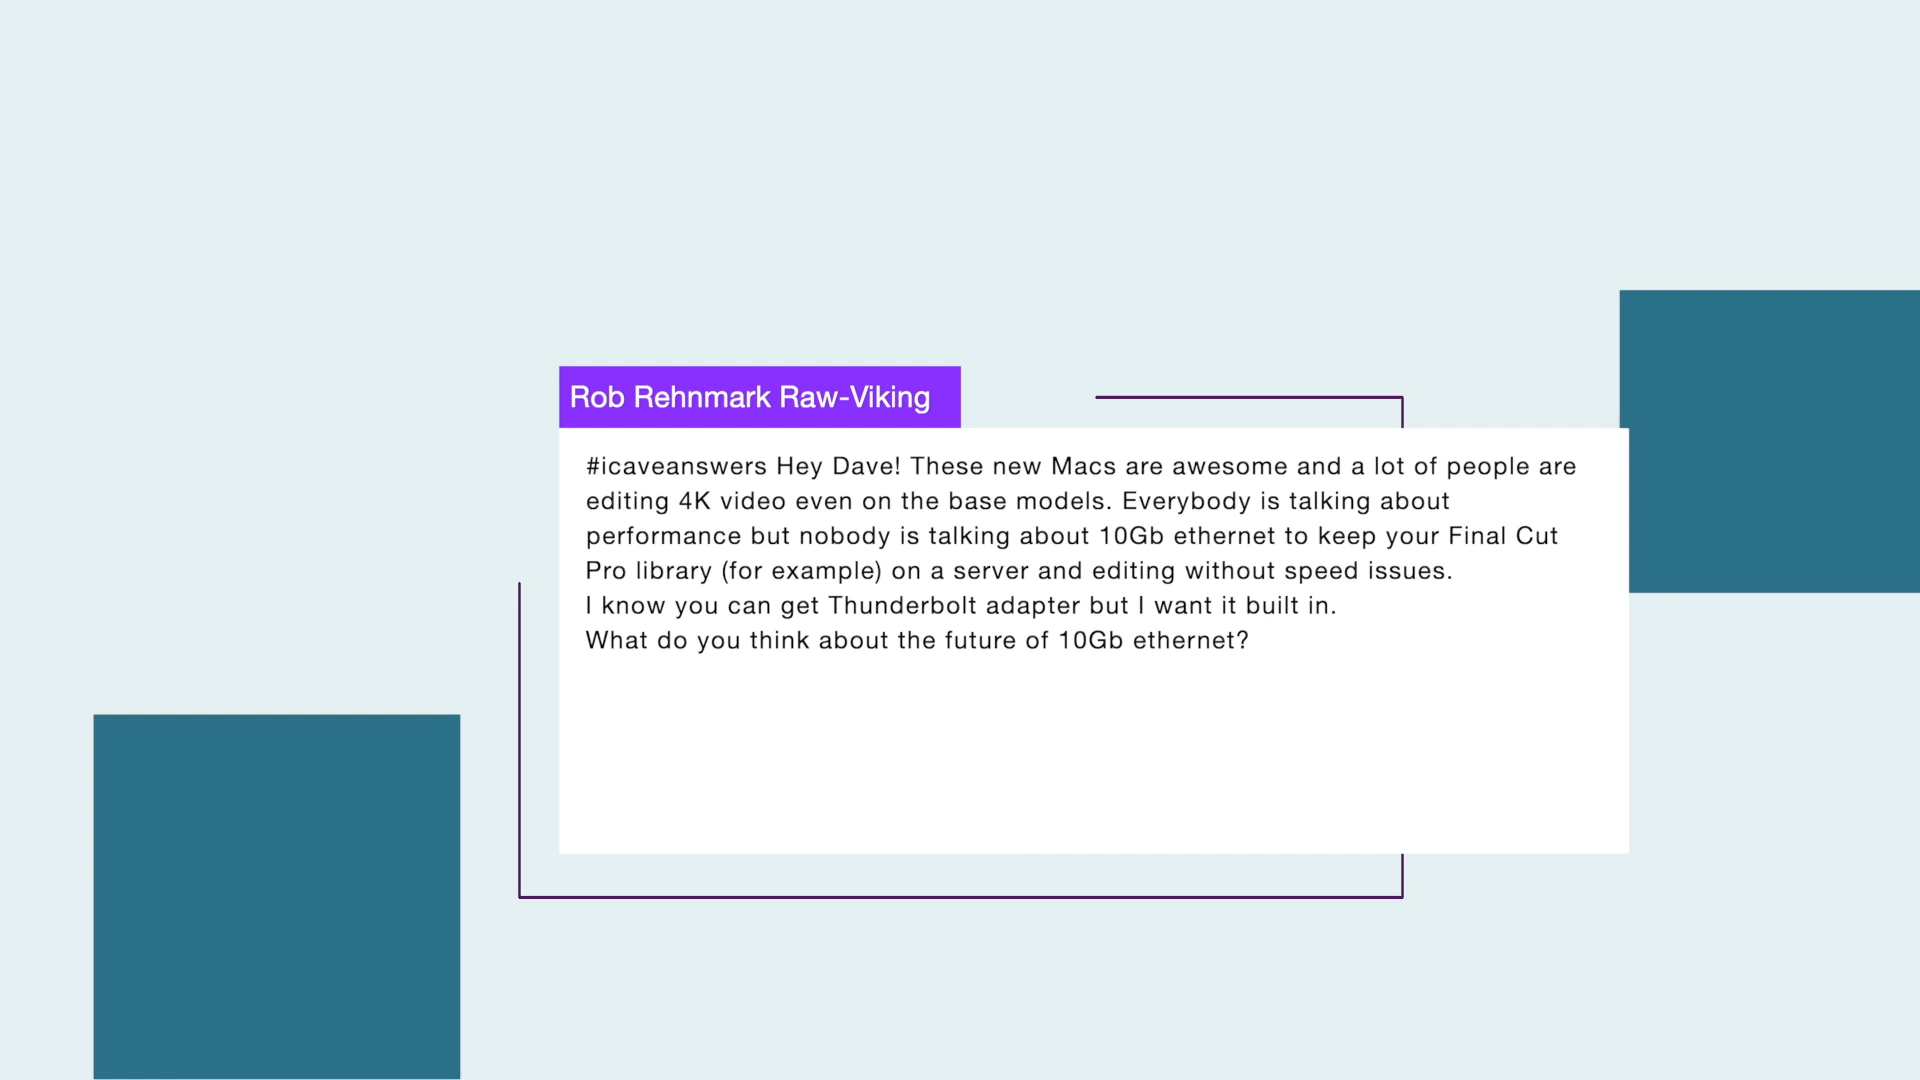 Rob Rehnmark Raw-Viking
#icaveanswers Hey Dave! These new Macs are awesome and a lot of people are
editing 4K video even on the base models. Everybody is talking about
performance but nobody is talking about 10Gb ethernet to keep your Final Cut
Pro library (for example) on a server and editing without speed issues.
I know you can get Thunderbolt adapter but I want it built in.
What do you think about the future of 10Gb ethernet?